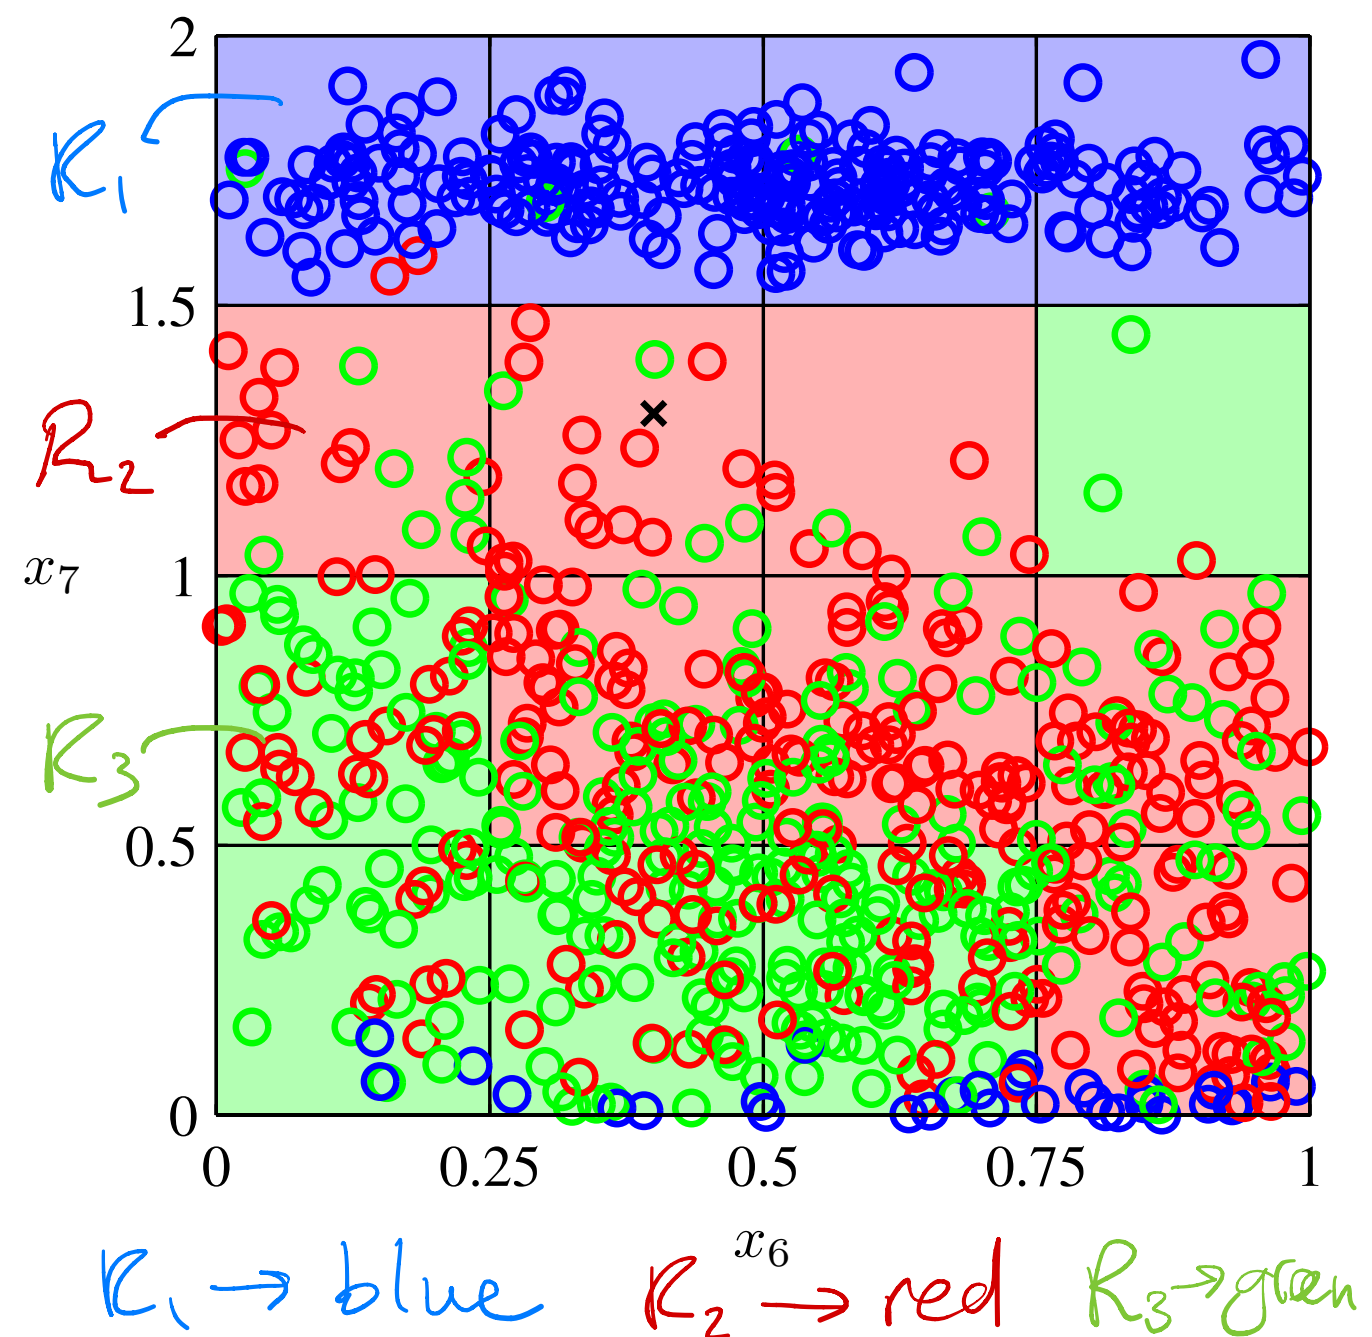 2
R₁
1.5
R₂
x₇
1
R₃
0.5
0
0 0.25 0.5 0.75 1
x₆
R₁ → blue R₂ → red R₃ → green